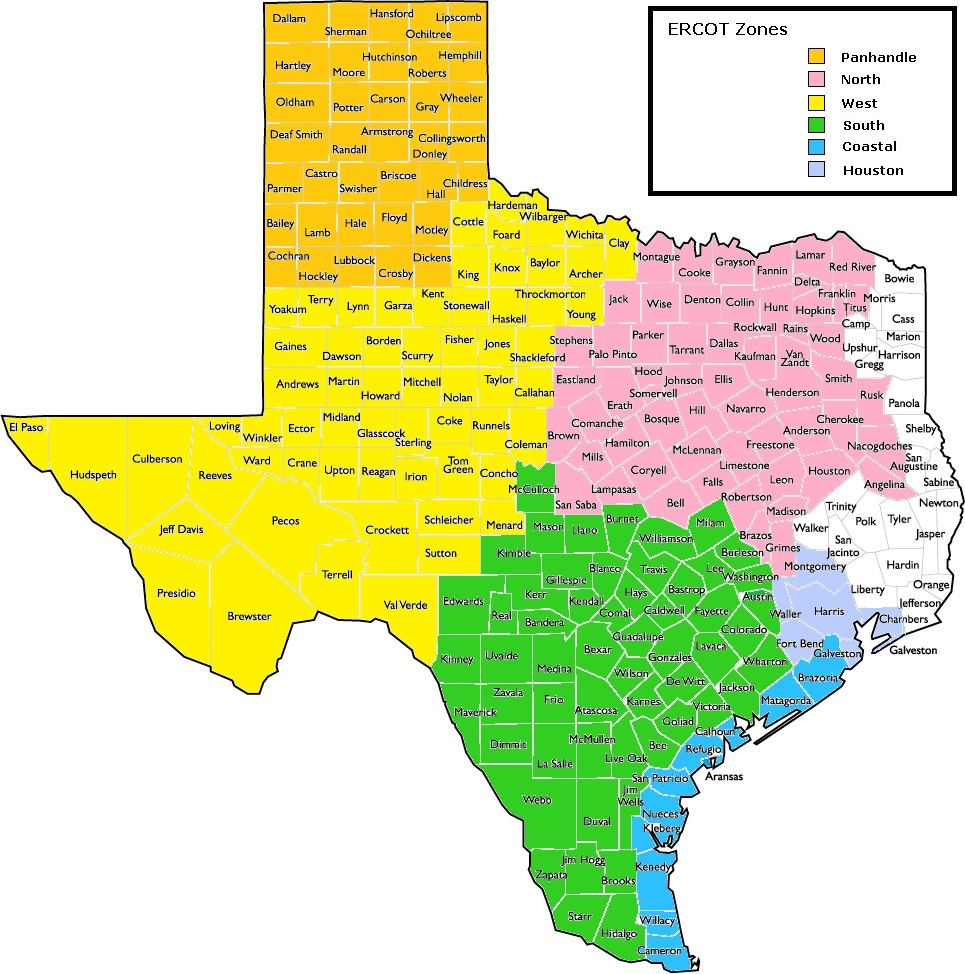 ERCOT Zones
Panhandle
North
West
South
Coastal
Houston
Dallam
Sherman
Hansford
Ochiltree
Lipscomb
Hartley
Moore
Hutchinson
Roberts
Hemphill
Oldham
Potter
Carson
Gray
Wheeler
Deaf Smith
Randall
Armstrong
Donley
Collingsworth
Parmer
Castro
Swisher
Briscoe
Hall
Childress
Bailey
Lamb
Hale
Floyd
Motley
Cottle
Hardeman
Foard
Wilbarger
Wichita
Clay
Montague
Cooke
Grayson
Fannin
Lamar
Delta
Red River
Bowie
Cochran
Hockley
Lubbock
Crosby
Dickens
King
Knox
Baylor
Archer
Yoakum
Terry
Lynn
Garza
Kent
Stonewall
Haskell
Throckmorton
Young
Jack
Wise
Denton
Collin
Hunt
Hopkins
Franklin
Titus
Morris
Cass
Camp
Marion
Upshur
Harrison
Gregg
Gaines
Dawson
Borden
Scurry
Fisher
Jones
Shackleford
Stephens
Palo Pinto
Parker
Tarrant
Dallas
Rockwall
Kaufman
Rains
Van
Zandt
Wood
Smith
Rusk
Panola
Andrews
Martin
Howard
Mitchell
Nolan
Taylor
Callahan
Eastland
Erath
Hood
Somervell
Johnson
Ellis
Henderson
Cherokee
Anderson
Navarro
Hill
Bosque
Comanche
Brown
Hamilton
Mills
McLennan
Freestone
Limestone
Nacogdoches
Shelby
San
Augustine
Sabine
El Paso
Hudspeth
Culberson
Reeves
Loving
Winkler
Ward
Ector
Crane
Midland
Upton
Glasscock
Reagan
Sterling
Irion
Coke
Tom
Green
Runnels
Concho
Coleman
McCulloch
San Saba
Lampasas
Coryell
Bell
Falls
Robertson
Leon
Houston
Angelina
Madison
Trinity
Polk
Tyler
Newton
Jasper
Walker
San
Jacinto
Hardin
Orange
Jefferson
Liberty
Chambers
Galveston
Galveston
Jeff Davis
Pecos
Crockett
Schleicher
Sutton
Menard
Kimble
Mason
Llano
Burnet
Williamson
Milam
Brazos
Grimes
Burleson
Montgomery
Presidio
Brewster
Terrell
Val Verde
Edwards
Real
Kerr
Gillespie
Kendall
Bandera
Blanco
Hays
Comal
Travis
Bastrop
Lee
Washington
Austin
Waller
Harris
Fort Bend
Caldwell
Fayette
Colorado
Guadalupe
Gonzales
Lavaca
Wharton
Brazoria
Matagorda
Kinney
Uvalde
Medina
Bexar
Wilson
Karnes
De Witt
Jackson
Victoria
Calhoun
Maverick
Zavala
Frio
Atascosa
Goliad
Bee
Refugio
Aransas
Dimmit
La Salle
McMullen
Live Oak
San Patricio
Jim
Wells
Nueces
Kleberg
Webb
Duval
Zapata
Jim Hogg
Brooks
Kenedy
Starr
Hidalgo
Willacy
Cameron